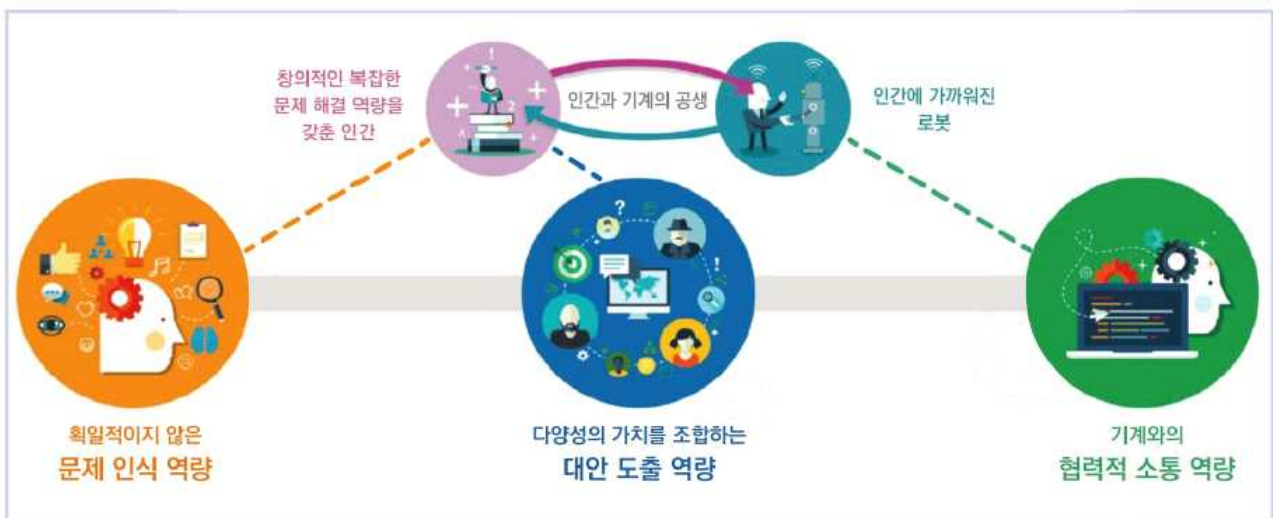 창의적인 복잡한
문제 해결 역량을
갖춘 인간
인간과 기계의 공생
인간에 가까워진
로봇
획일적이지 않은
문제 인식 역량
다양성의 가치를 조합하는
대안 도출 역량
기계와의
협력적 소통 역량